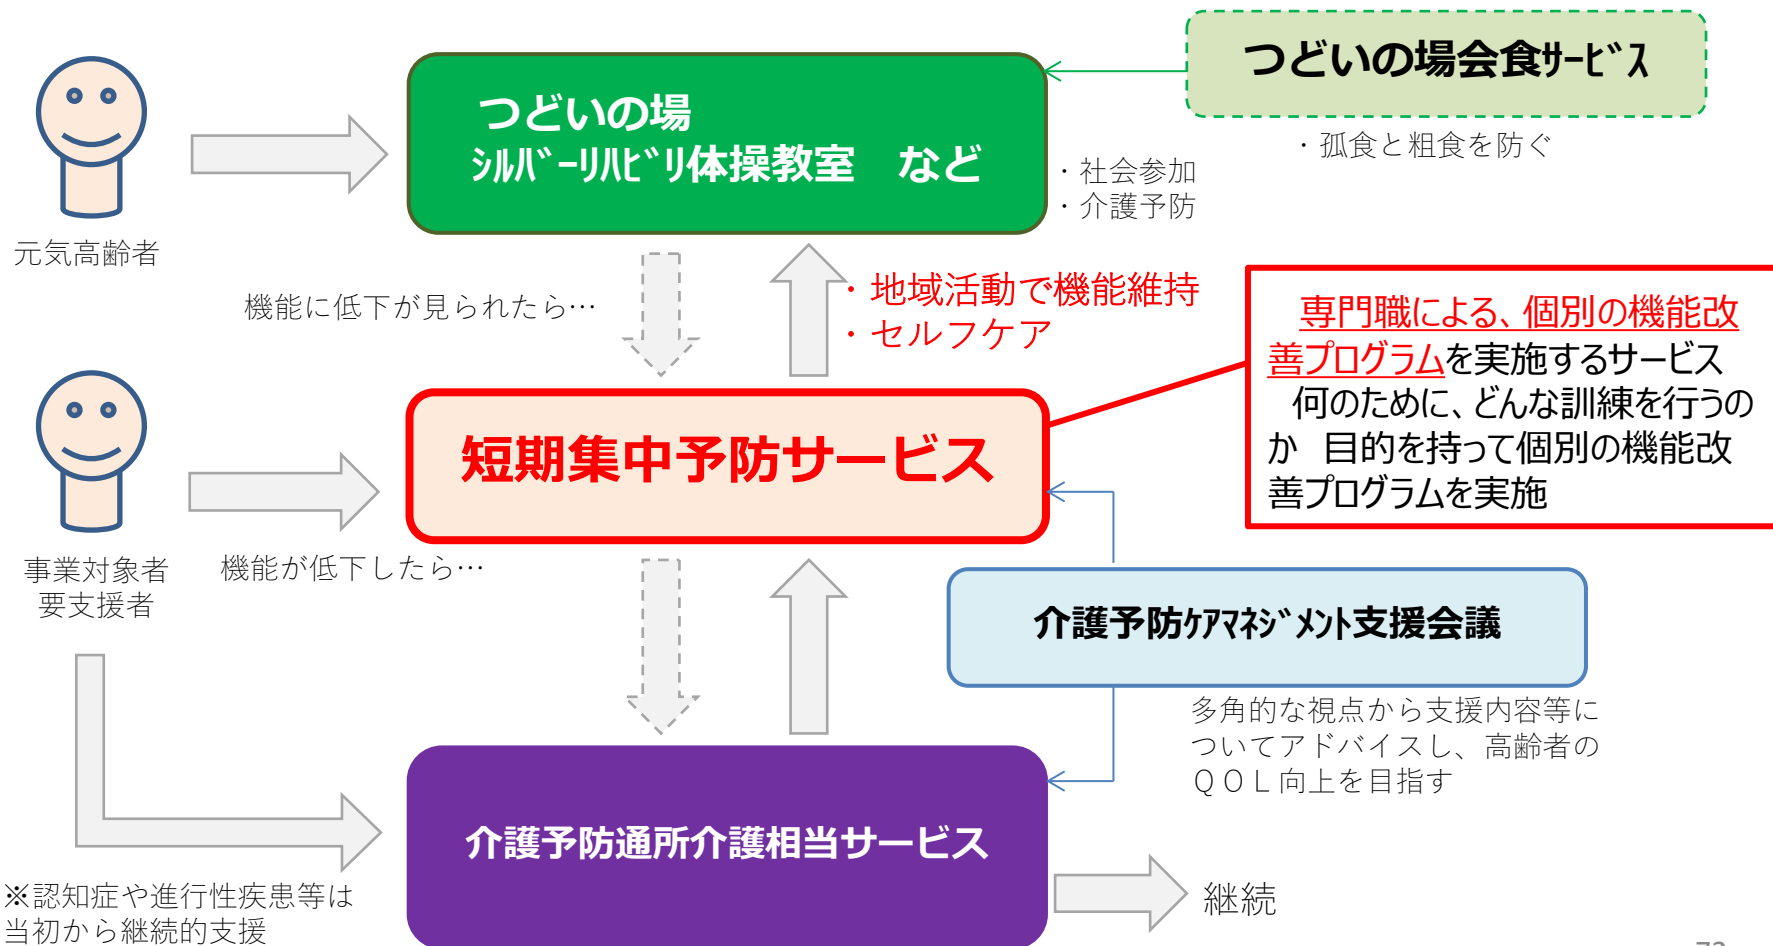 つどいの場会食ｻｰﾋﾞｽ
・孤食と粗食を防ぐ
つどいの場
ｼﾙﾊﾞｰﾘﾊﾋﾞﾘ体操教室　など
・社会参加
・介護予防
元気高齢者
機能に低下が見られたら…
・地域活動で機能維持
・セルフケア
専門職による、個別の機能改
善プログラムを実施するサービス
何のために、どんな訓練を行うの
か　目的を持って個別の機能改
善プログラムを実施
短期集中予防サービス
事業対象者
要支援者
機能が低下したら…
介護予防ｹｱﾏﾈｼﾞﾒﾝﾄ支援会議
多角的な視点から支援内容等に
ついてアドバイスし、高齢者の
ＱＯＬ向上を目指す
介護予防通所介護相当サービス
継続
※認知症や進行性疾患等は
当初から継続的支援